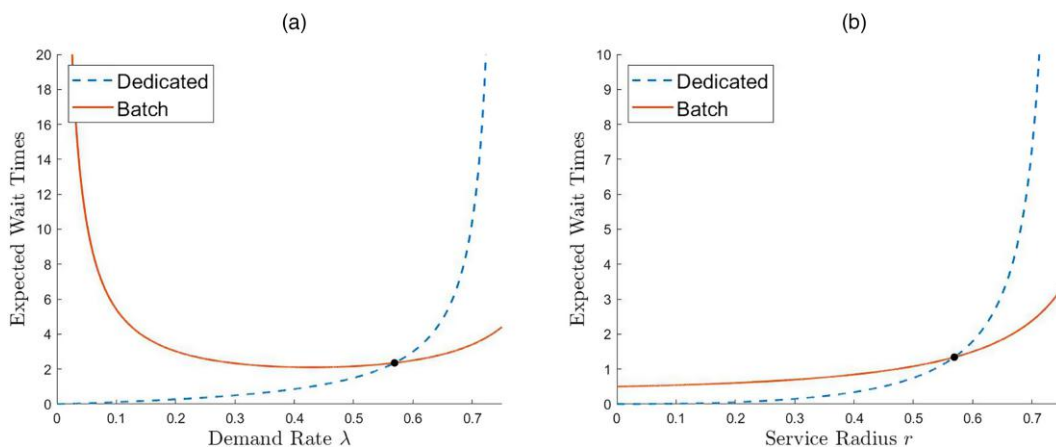 (a)
20
18
16
14
12
10
8
6
4
2
0
Expected Wait Times
Dedicated
Batch
0 0.1 0.2 0.3 0.4 0.5 0.6 0.7
Demand Rate λ
(b)
10
9
8
7
6
5
4
3
2
1
0
Expected Wait Times
Dedicated
Batch
0 0.1 0.2 0.3 0.4 0.5 0.6 0.7
Service Radius r